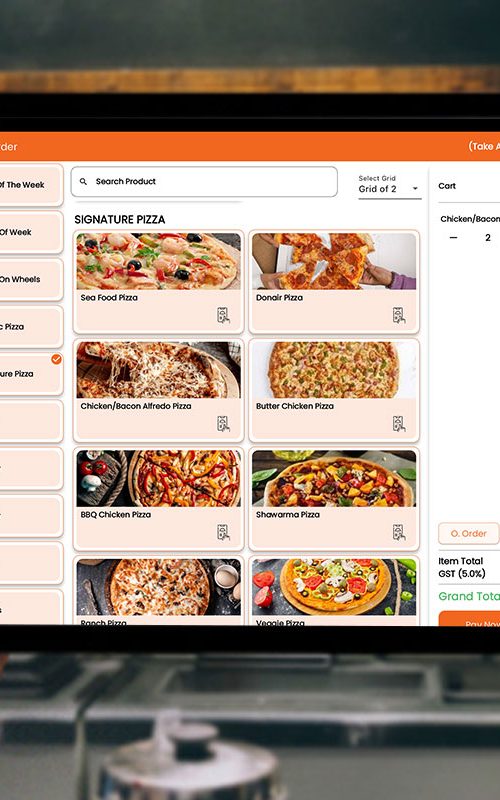 rder
(Take A
Of The Week
Of Week
On Wheels
c Pizza
ure Pizza
s
Search Product
Select Grid
Grid of 2
SIGNATURE PIZZA
Sea Food Pizza
Donair Pizza
Chicken/Bacon Alfredo Pizza
Butter Chicken Pizza
BBQ Chicken Pizza
Shawarma Pizza
Ranch Pizza
Veggie Pizza
Cart
Chicken/Bacon
— 2
O. Order
Item Total
GST (5.0%)
Grand Tota
Pay Now